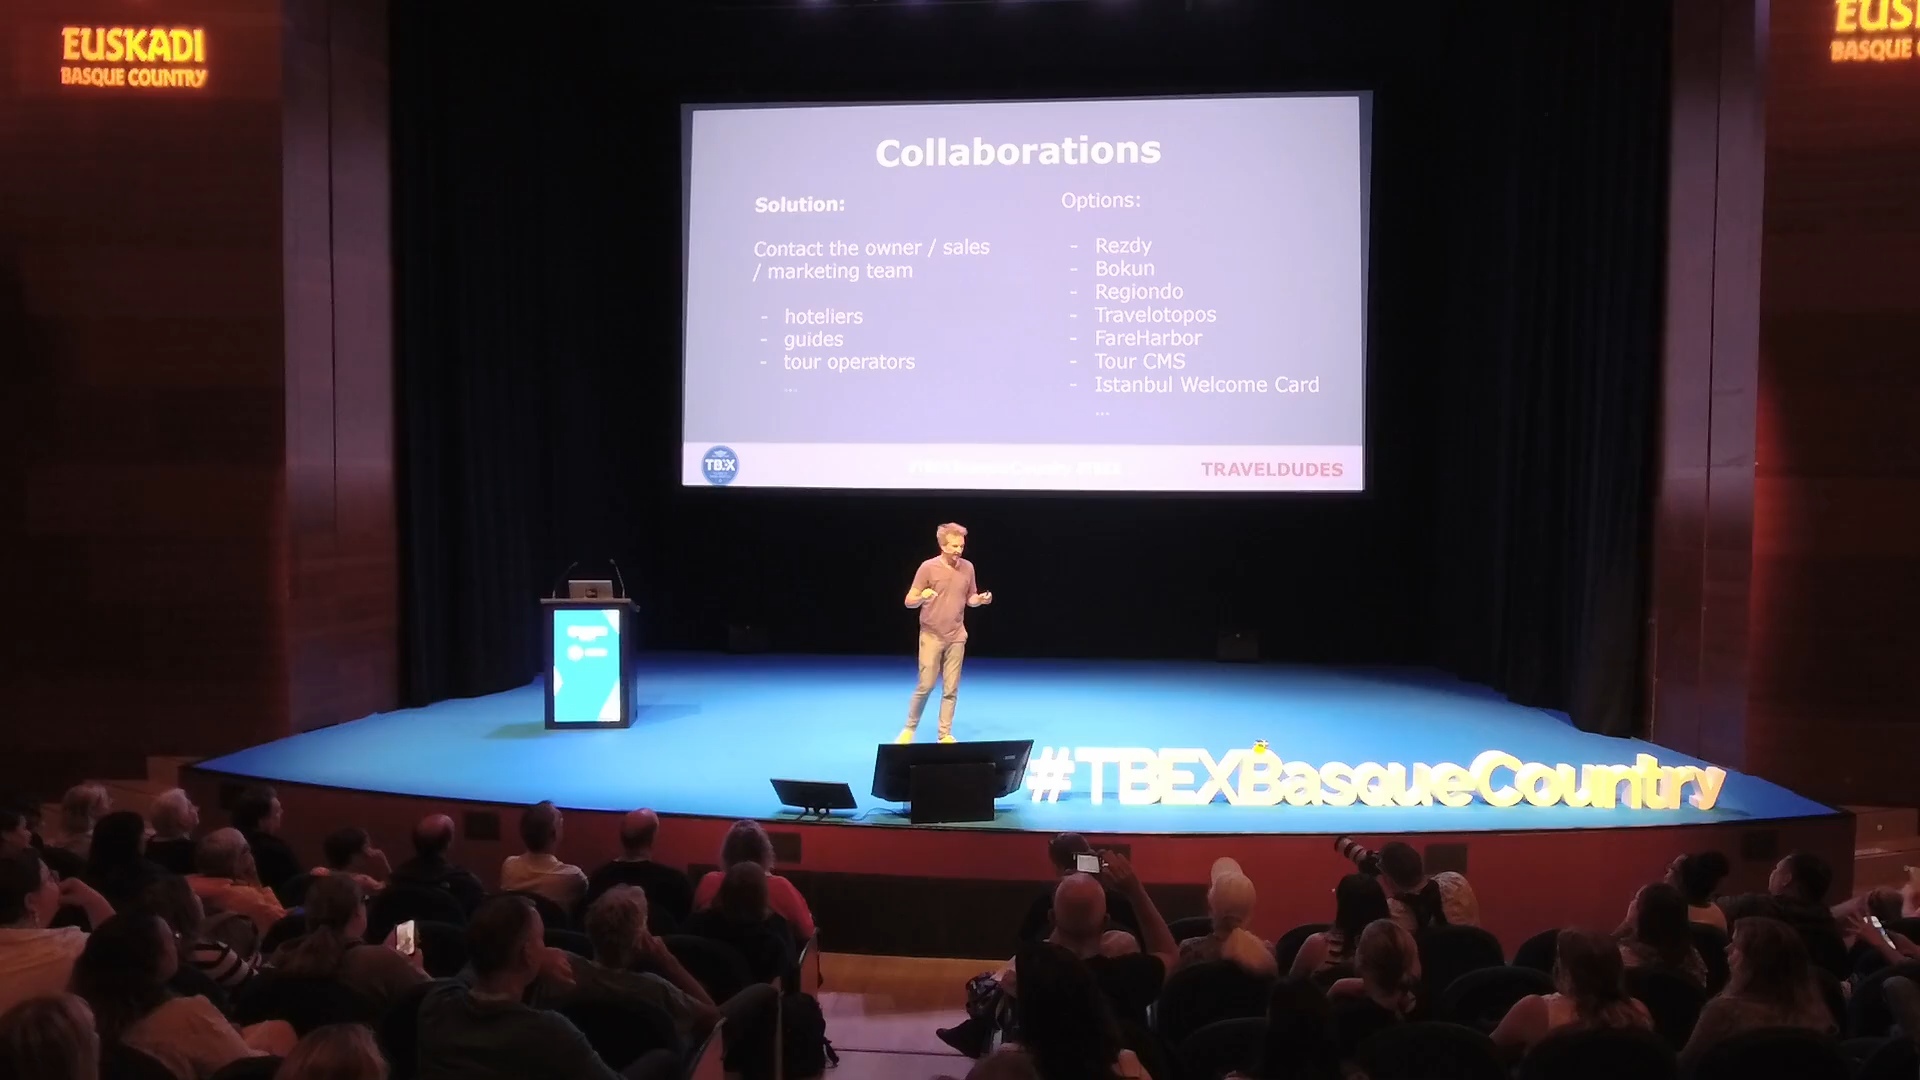 EUSKADI
BASQUE COUNTRY
EUS
BASQUE
Collaborations
Solution:
Contact the owner / sales
/ marketing team
- hoteliers
- guides
- tour operators
...
Options:
- Rezdy
- Bokun
- Regiondo
- Travelotopos
- FareHarbor
- Tour CMS
- Istanbul Welcome Card
...
TBEX
TRAVELDUDES
#TBEXBasqueCountry